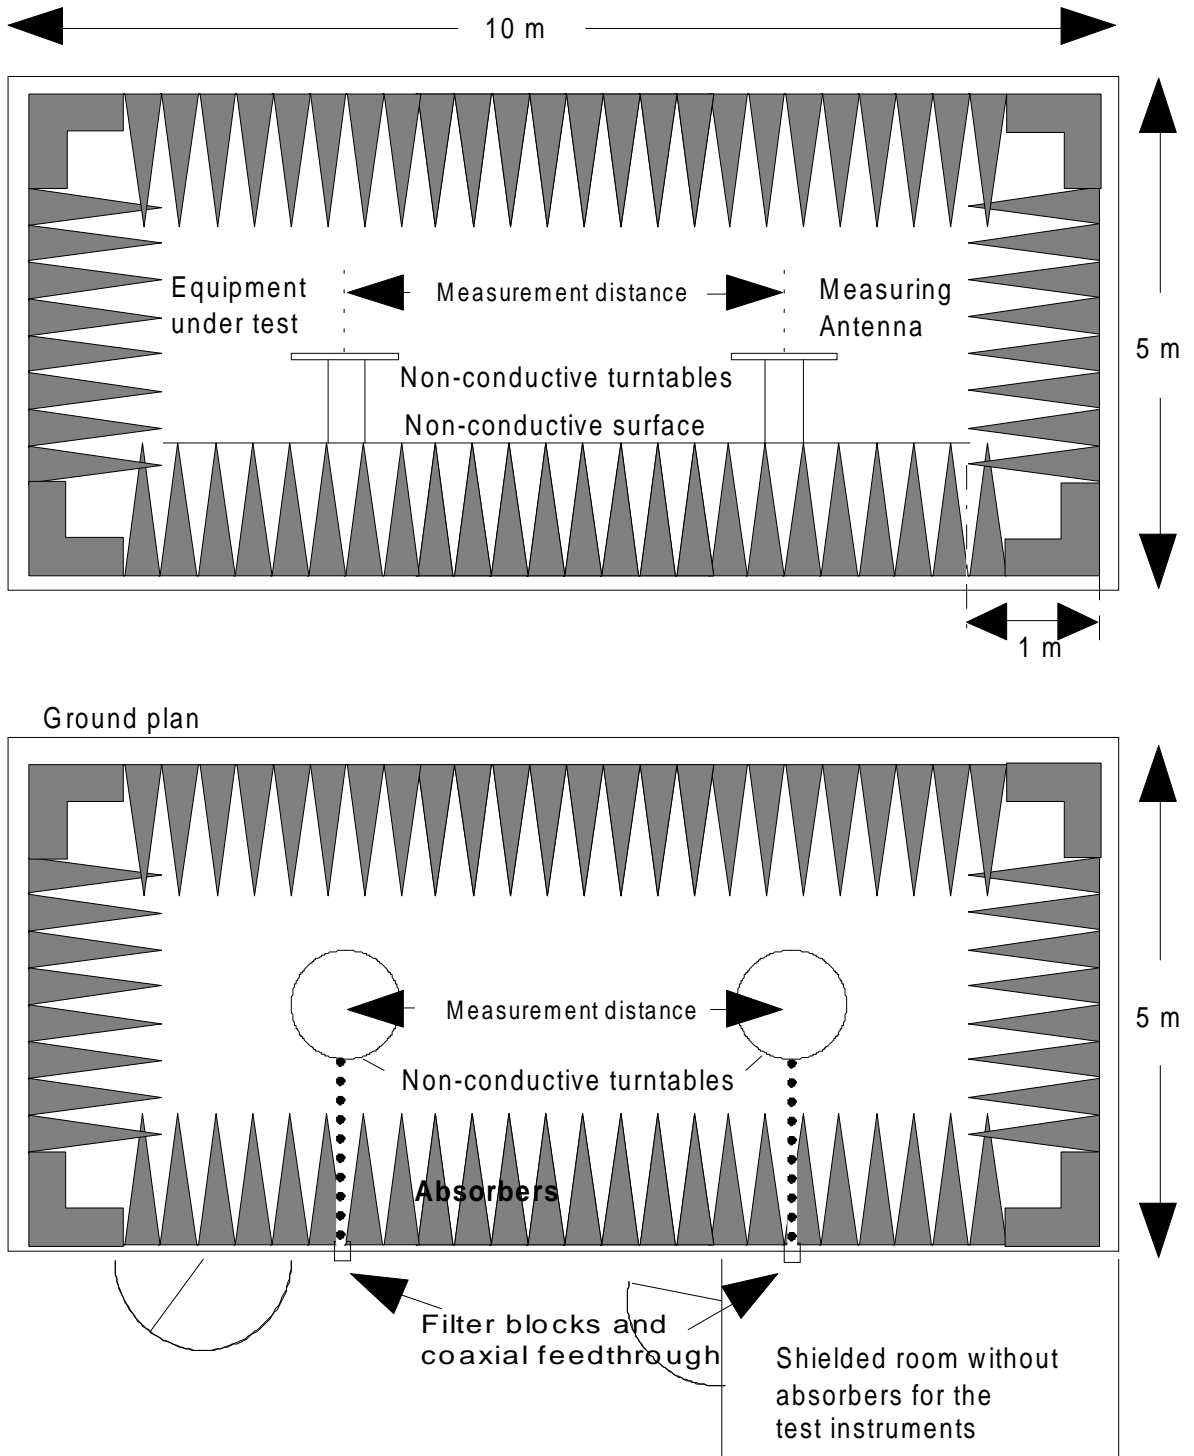 10 m
Equipment
under test
Measurement distance
Measuring
Antenna
5 m
Non-conductive turntables
Non-conductive surface
1 m
Ground plan
Measurement distance
5 m
Non-conductive turntables
Absorbers
Filter blocks and
coaxial feedthrough
Shielded room without
absorbers for the
test instruments